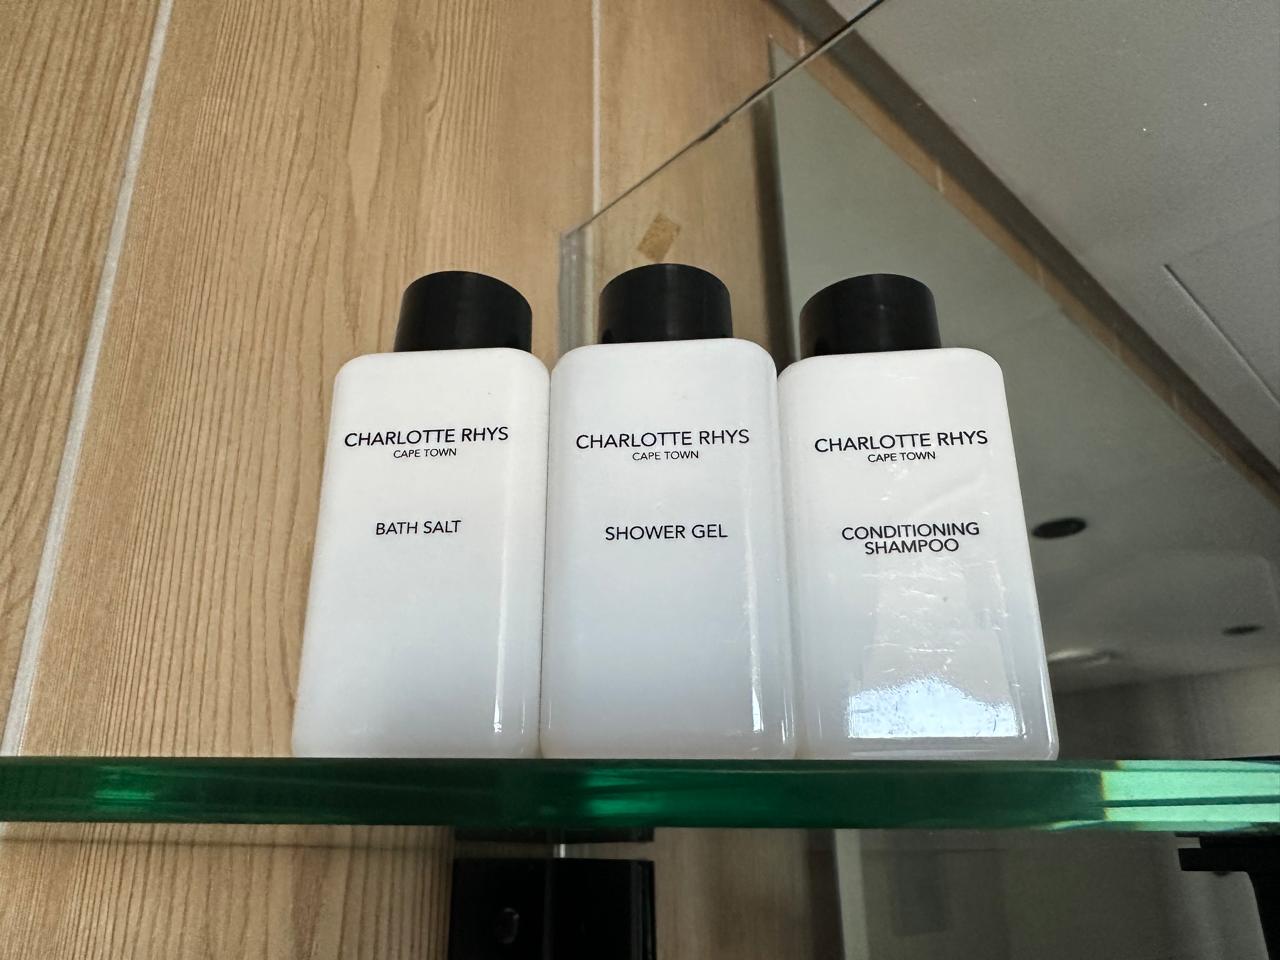 CHARLOTTE RHYS
CAPE TOWN
BATH SALT
CHARLOTTE RHYS
CAPE TOWN
SHOWER GEL
CHARLOTTE RHYS
CAPE TOWN
CONDITIONING
SHAMPOO